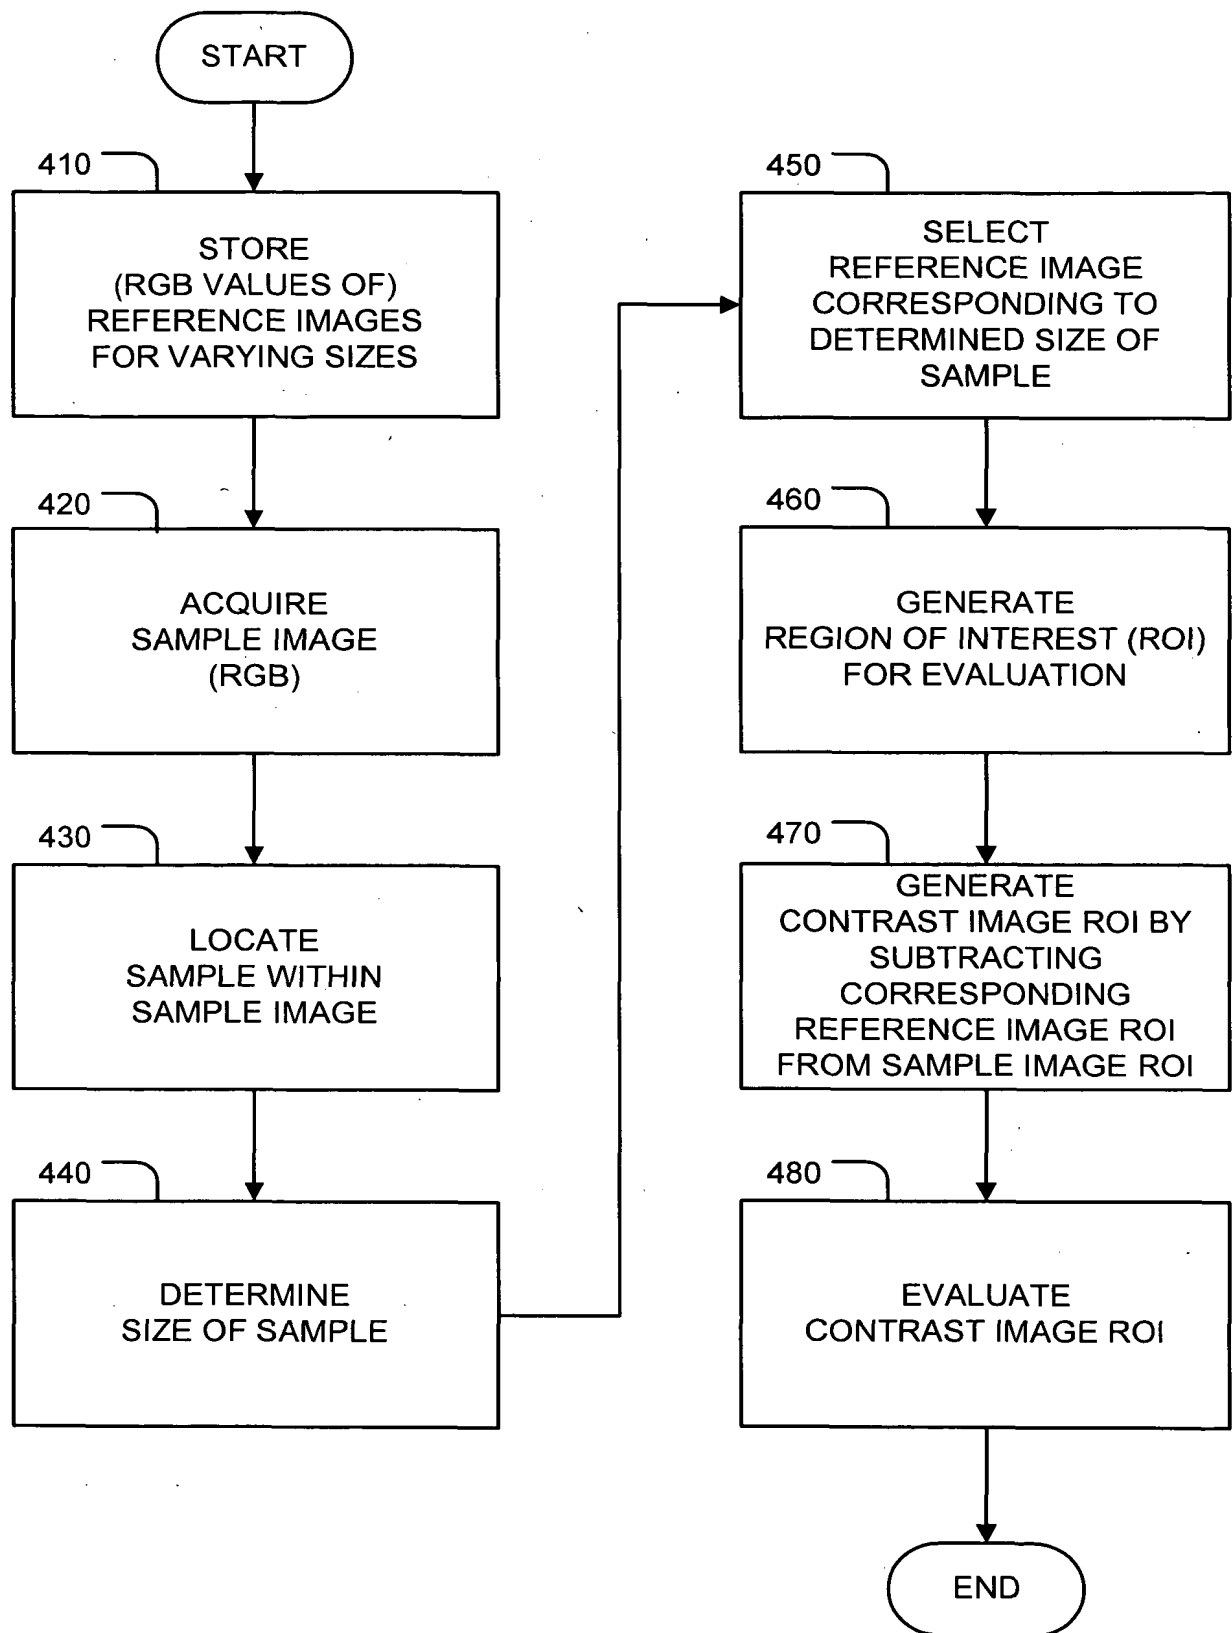 START
410
STORE
(RGB VALUES OF)
REFERENCE IMAGES
FOR VARYING SIZES
420
ACQUIRE
SAMPLE IMAGE
(RGB)
430
LOCATE
SAMPLE WITHIN
SAMPLE IMAGE
440
DETERMINE
SIZE OF SAMPLE
450
SELECT
REFERENCE IMAGE
CORRESPONDING TO
DETERMINED SIZE OF
SAMPLE
460
GENERATE
REGION OF INTEREST (ROI)
FOR EVALUATION
470
GENERATE
CONTRAST IMAGE ROI BY
SUBTRACTING
CORRESPONDING
REFERENCE IMAGE ROI
FROM SAMPLE IMAGE ROI
480
EVALUATE
CONTRAST IMAGE ROI
END